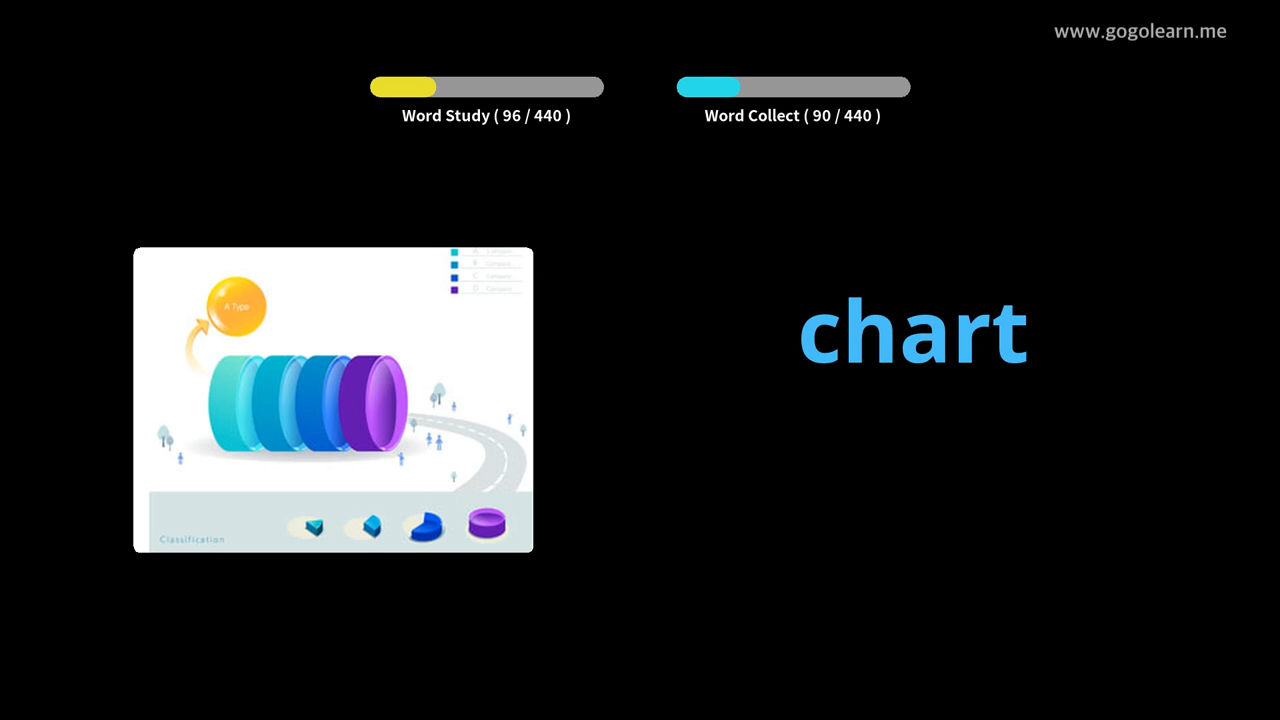 www.gogolearn.me
Word Study ( 96 / 440 )
Word Collect ( 90 / 440 )
A Type
chart
A
B
C
D
Classification